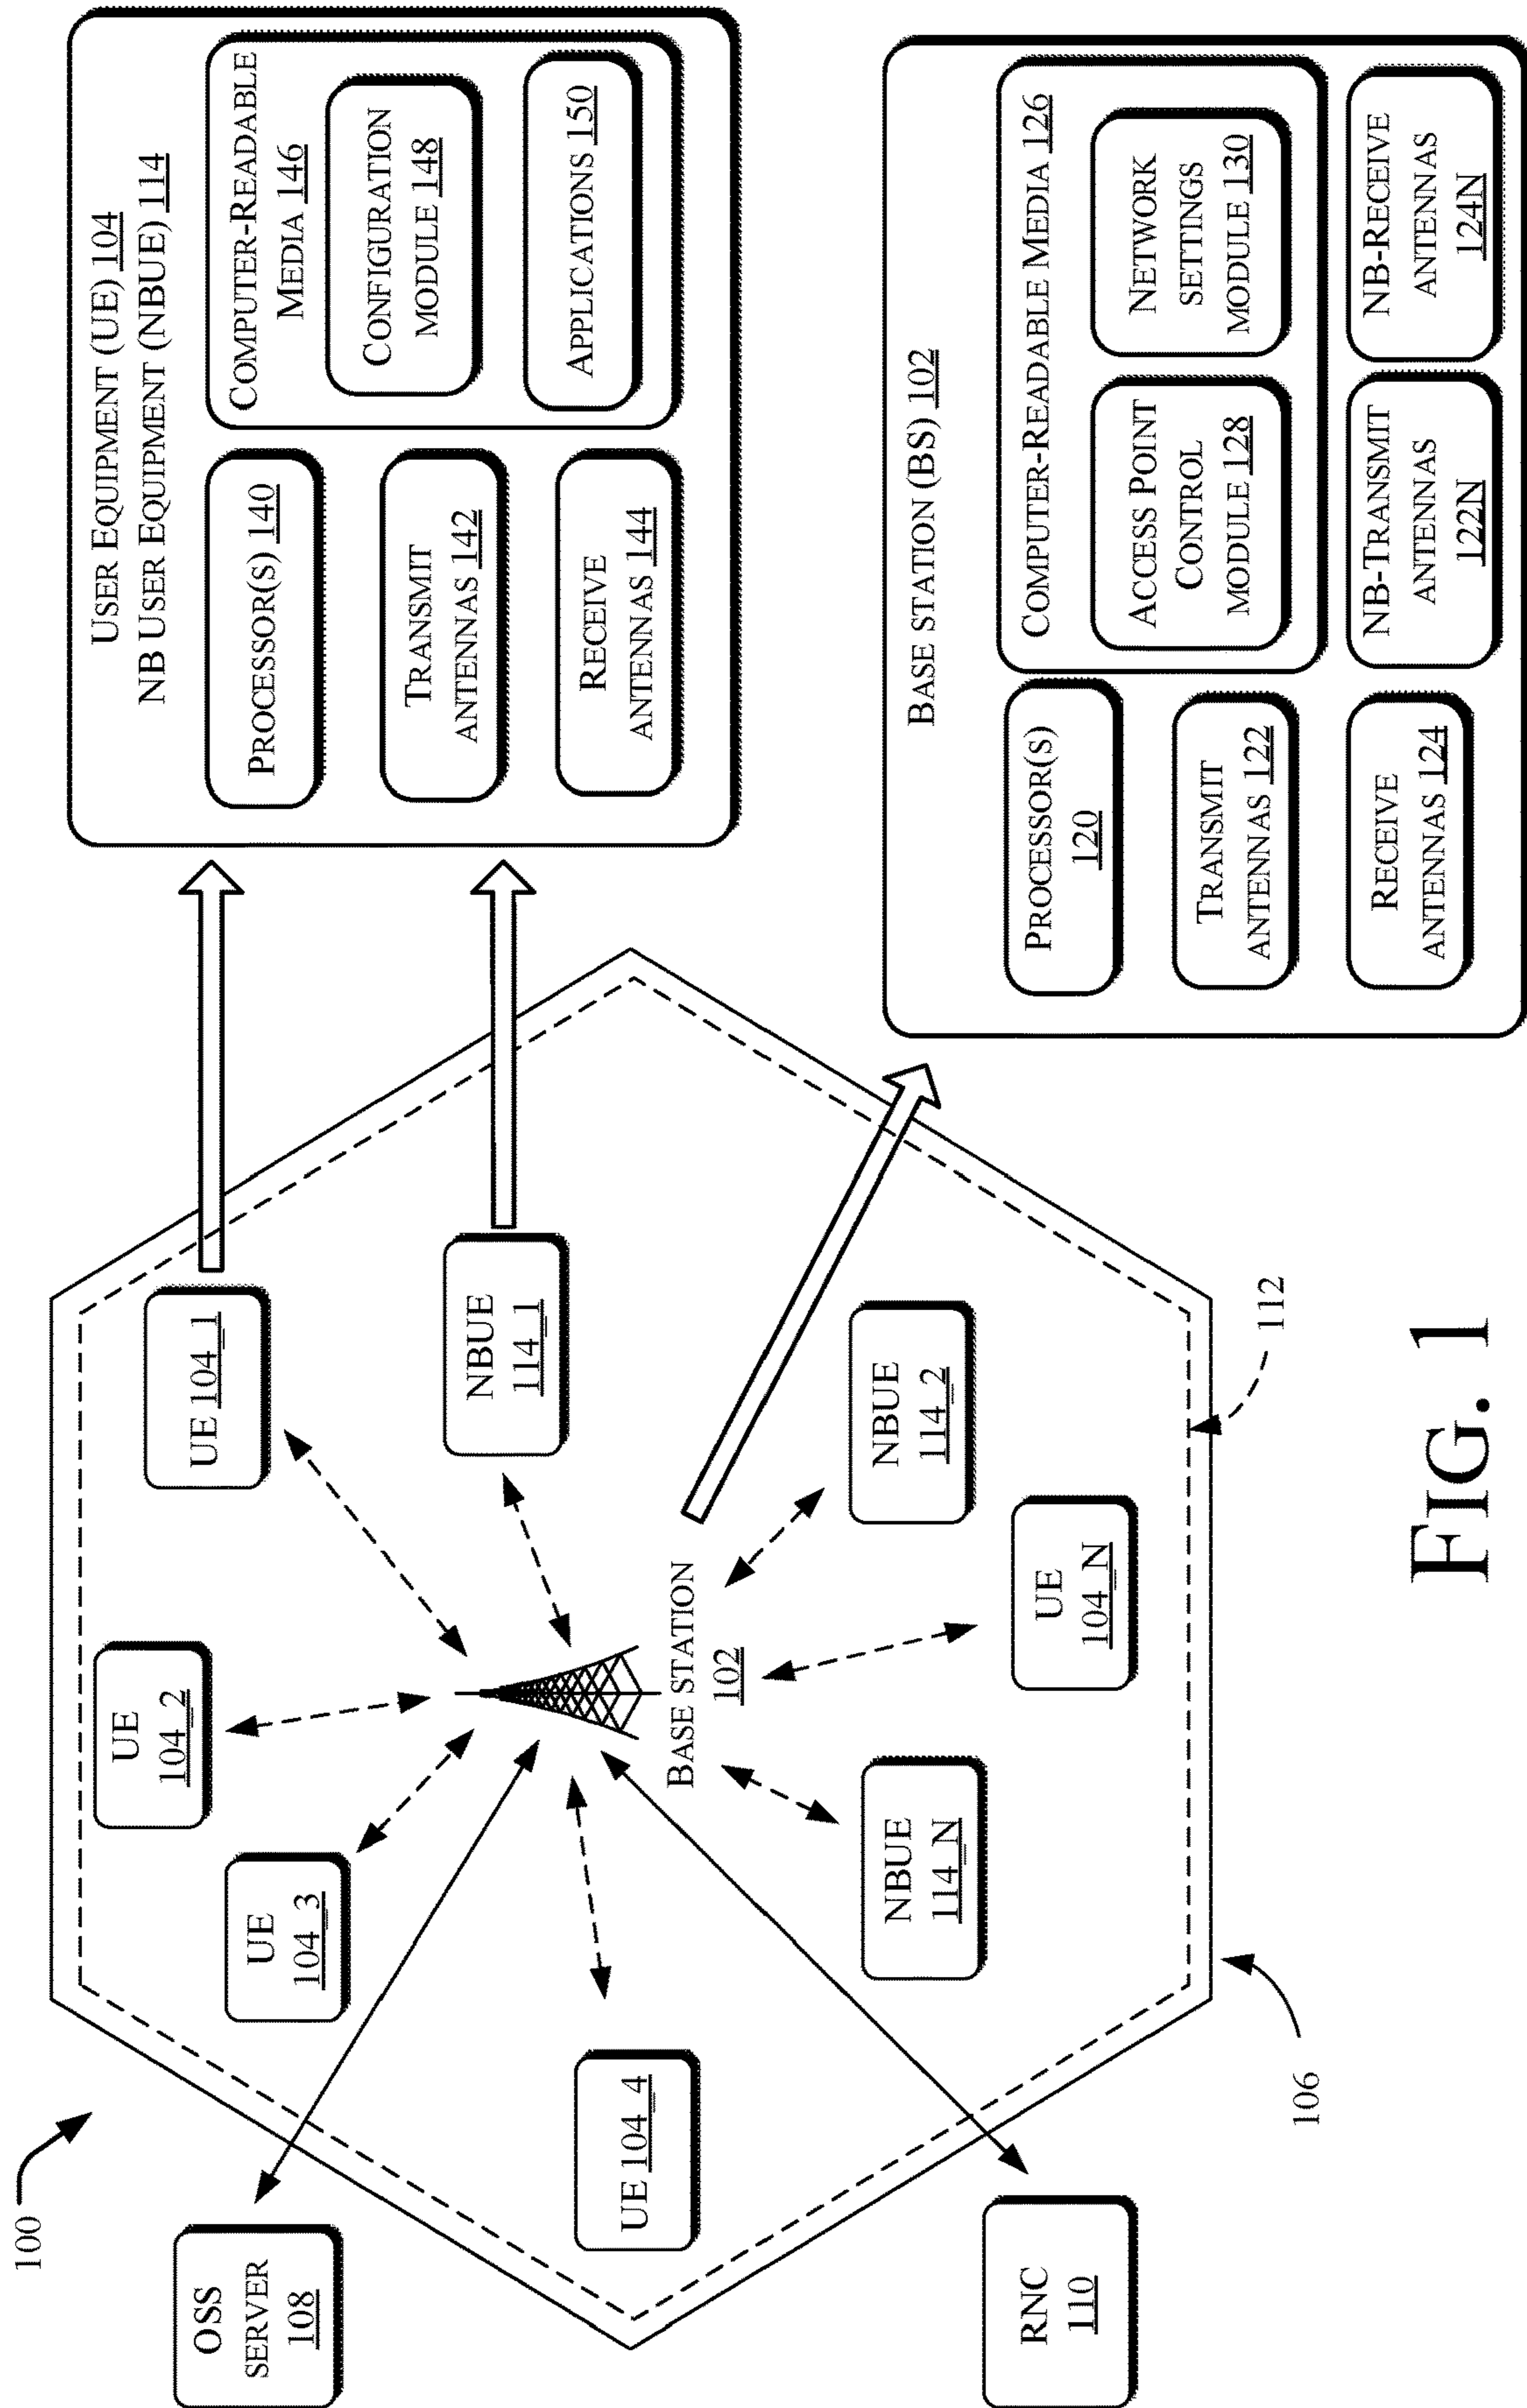 100
OSS
SERVER
108
RNC
110
UE
104_3
UE
104_2
UE 104_1
NBUE
114_1
UE 104_4
BASE STATION
102
NBUE
114_N
UE
104_N
NBUE
114_2
106
112
USER EQUIPMENT (UE) 104
NB USER EQUIPMENT (NBUE) 114
PROCESSOR(S) 140
TRANSMIT
ANTENNAS 142
RECEIVE
ANTENNAS 144
COMPUTER-READABLE
MEDIA 146
CONFIGURATION
MODULE 148
APPLICATIONS 150
BASE STATION (BS) 102
PROCESSOR(S)
120
TRANSMIT
ANTENNAS 122
RECEIVE
ANTENNAS 124
COMPUTER-READABLE MEDIA 126
ACCESS POINT
CONTROL
MODULE 128
NETWORK
SETTINGS
MODULE 130
NB-TRANSMIT
ANTENNAS
122N
NB-RECEIVE
ANTENNAS
124N
FIG. 1